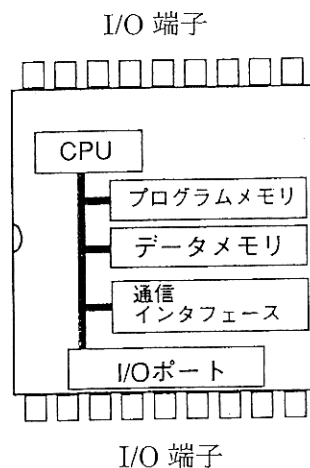 I/O 端子
CPU
プログラムメモリ
データメモリ
通信
インタフェース
I/Oポート
I/O 端子